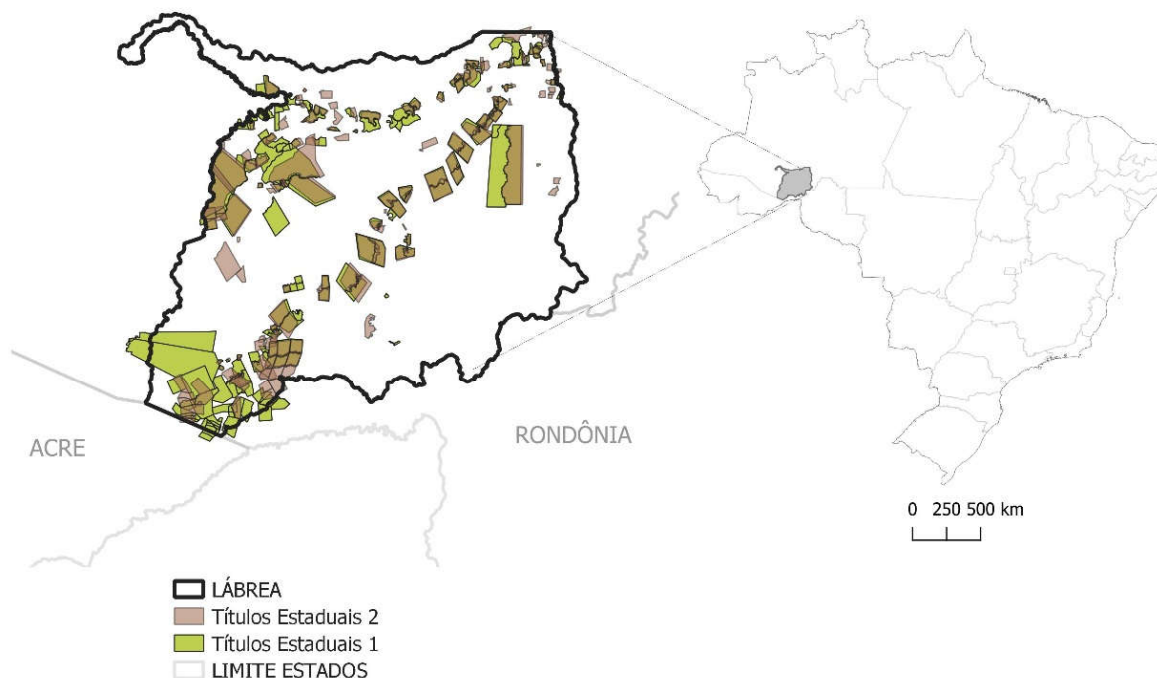 ACRE
RONDÔNIA
0 250 500 km
LÁBREA
Títulos Estaduais 2
Títulos Estaduais 1
LIMITE ESTADOS